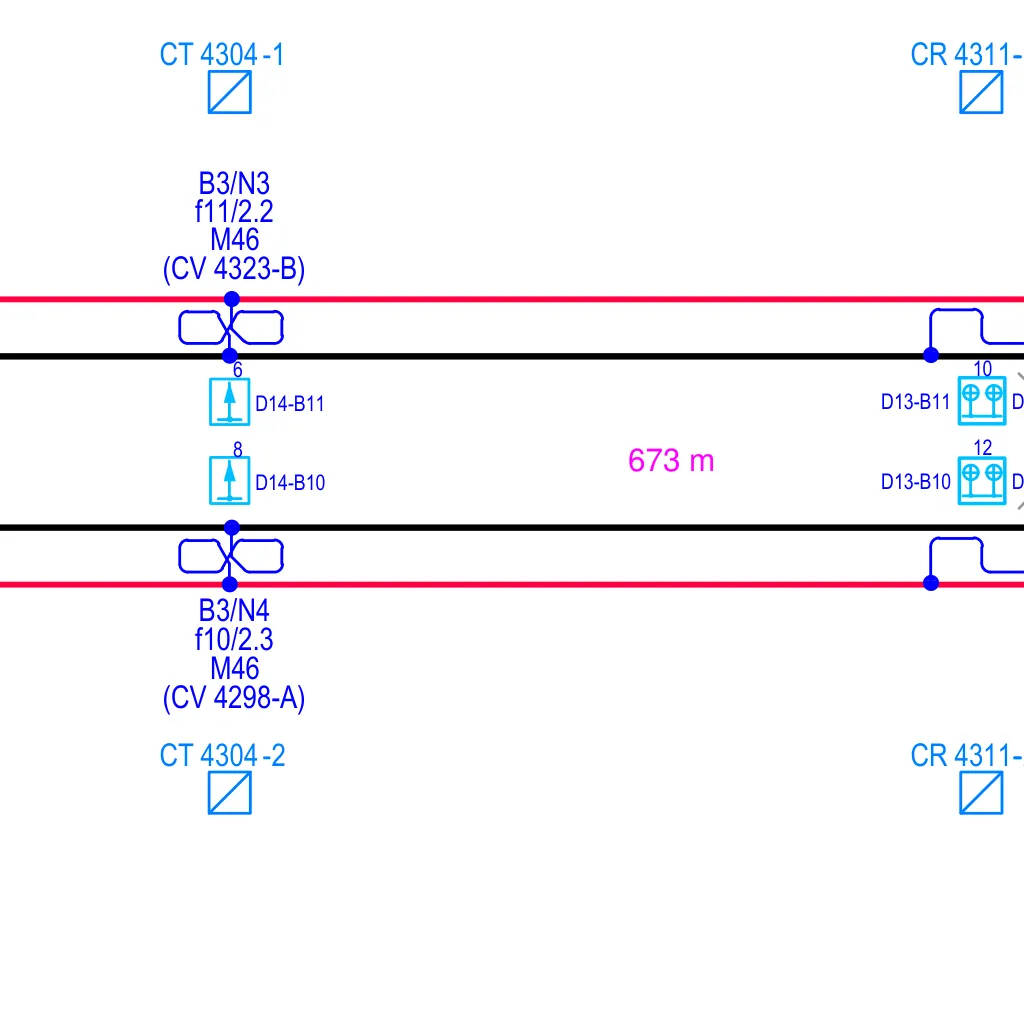 CT 4304-1
CR 4311-
B3/N3
f11/2.2
M46
(CV 4323-B)
6
10
D14-B11
D13-B11
D
8
12
673 m
D14-B10
D13-B10
D
B3/N4
f10/2.3
M46
(CV 4298-A)
CT 4304-2
CR 4311-